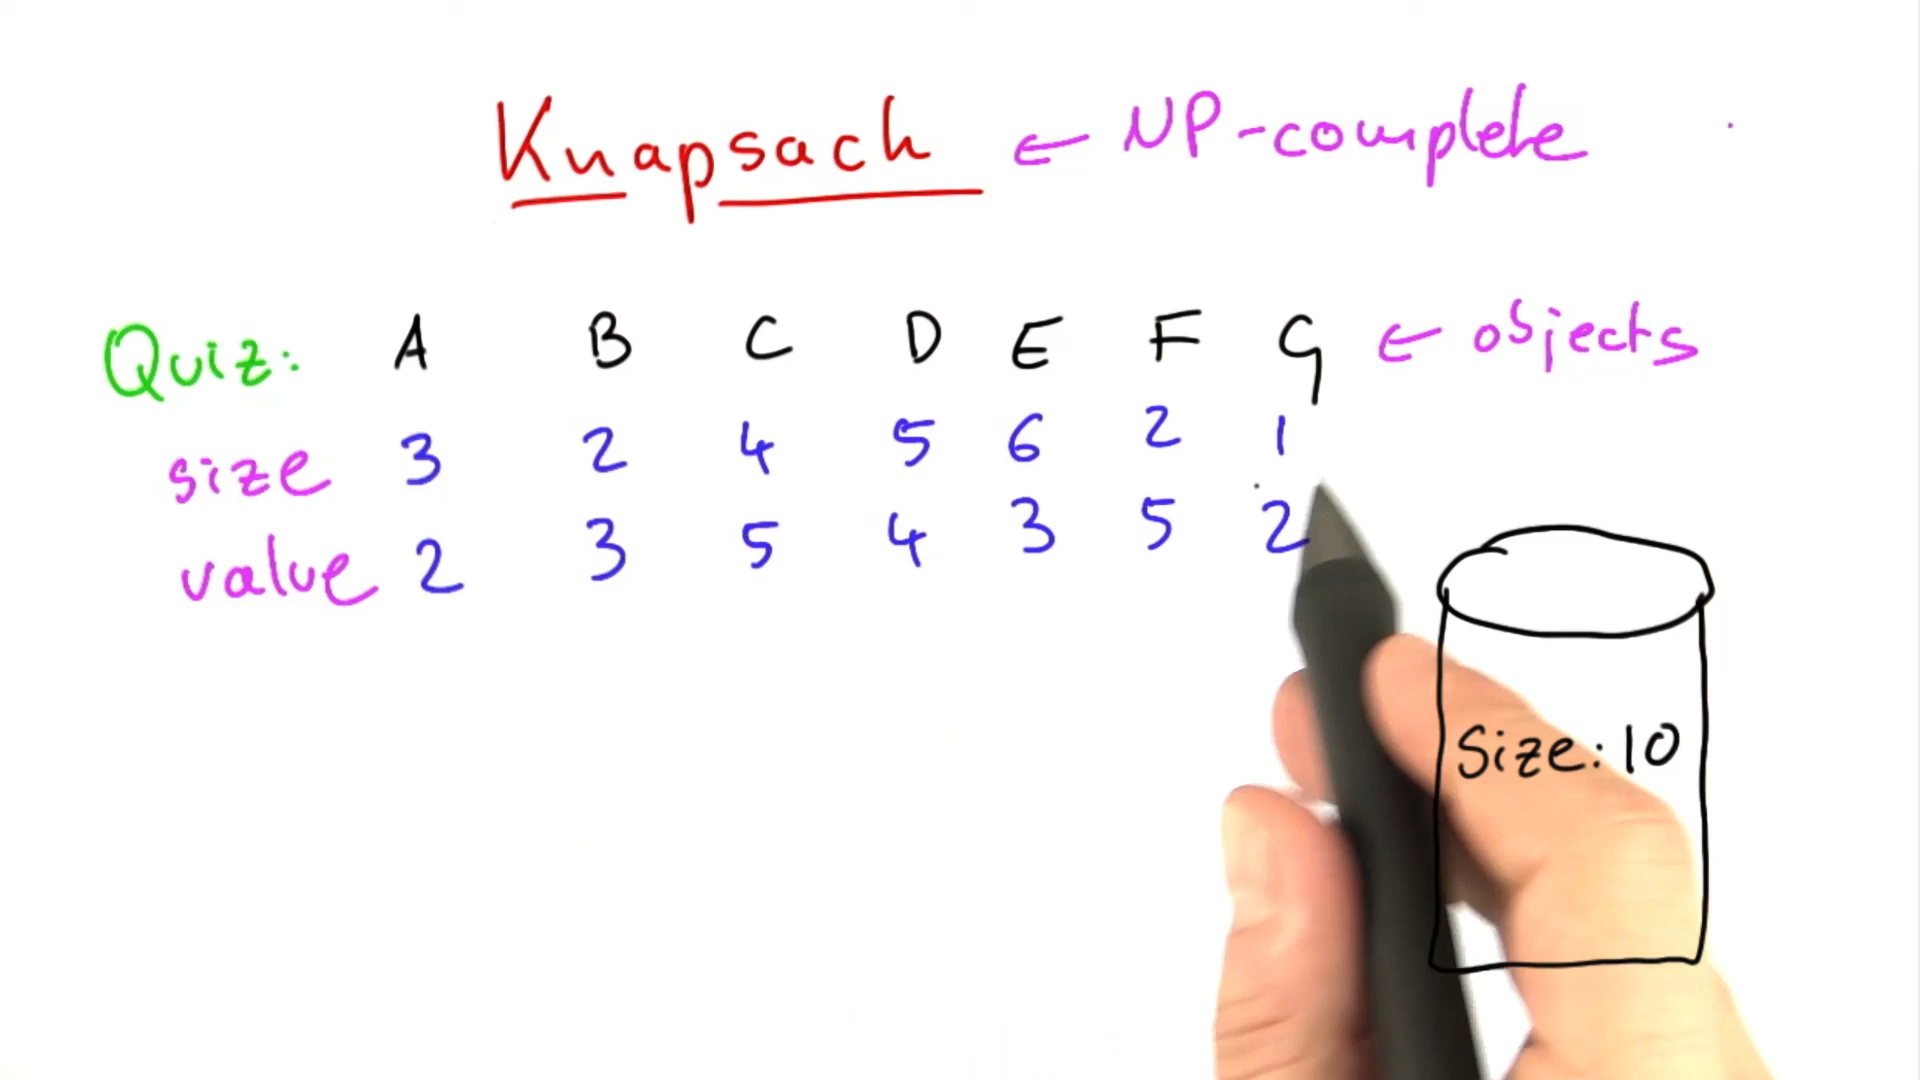 Knapsach ← NP-complete
Quiz: A B C D E F G ← objects
size 3 2 4 5 6 2 1
value 2 3 5 4 3 5 2
Size: 10